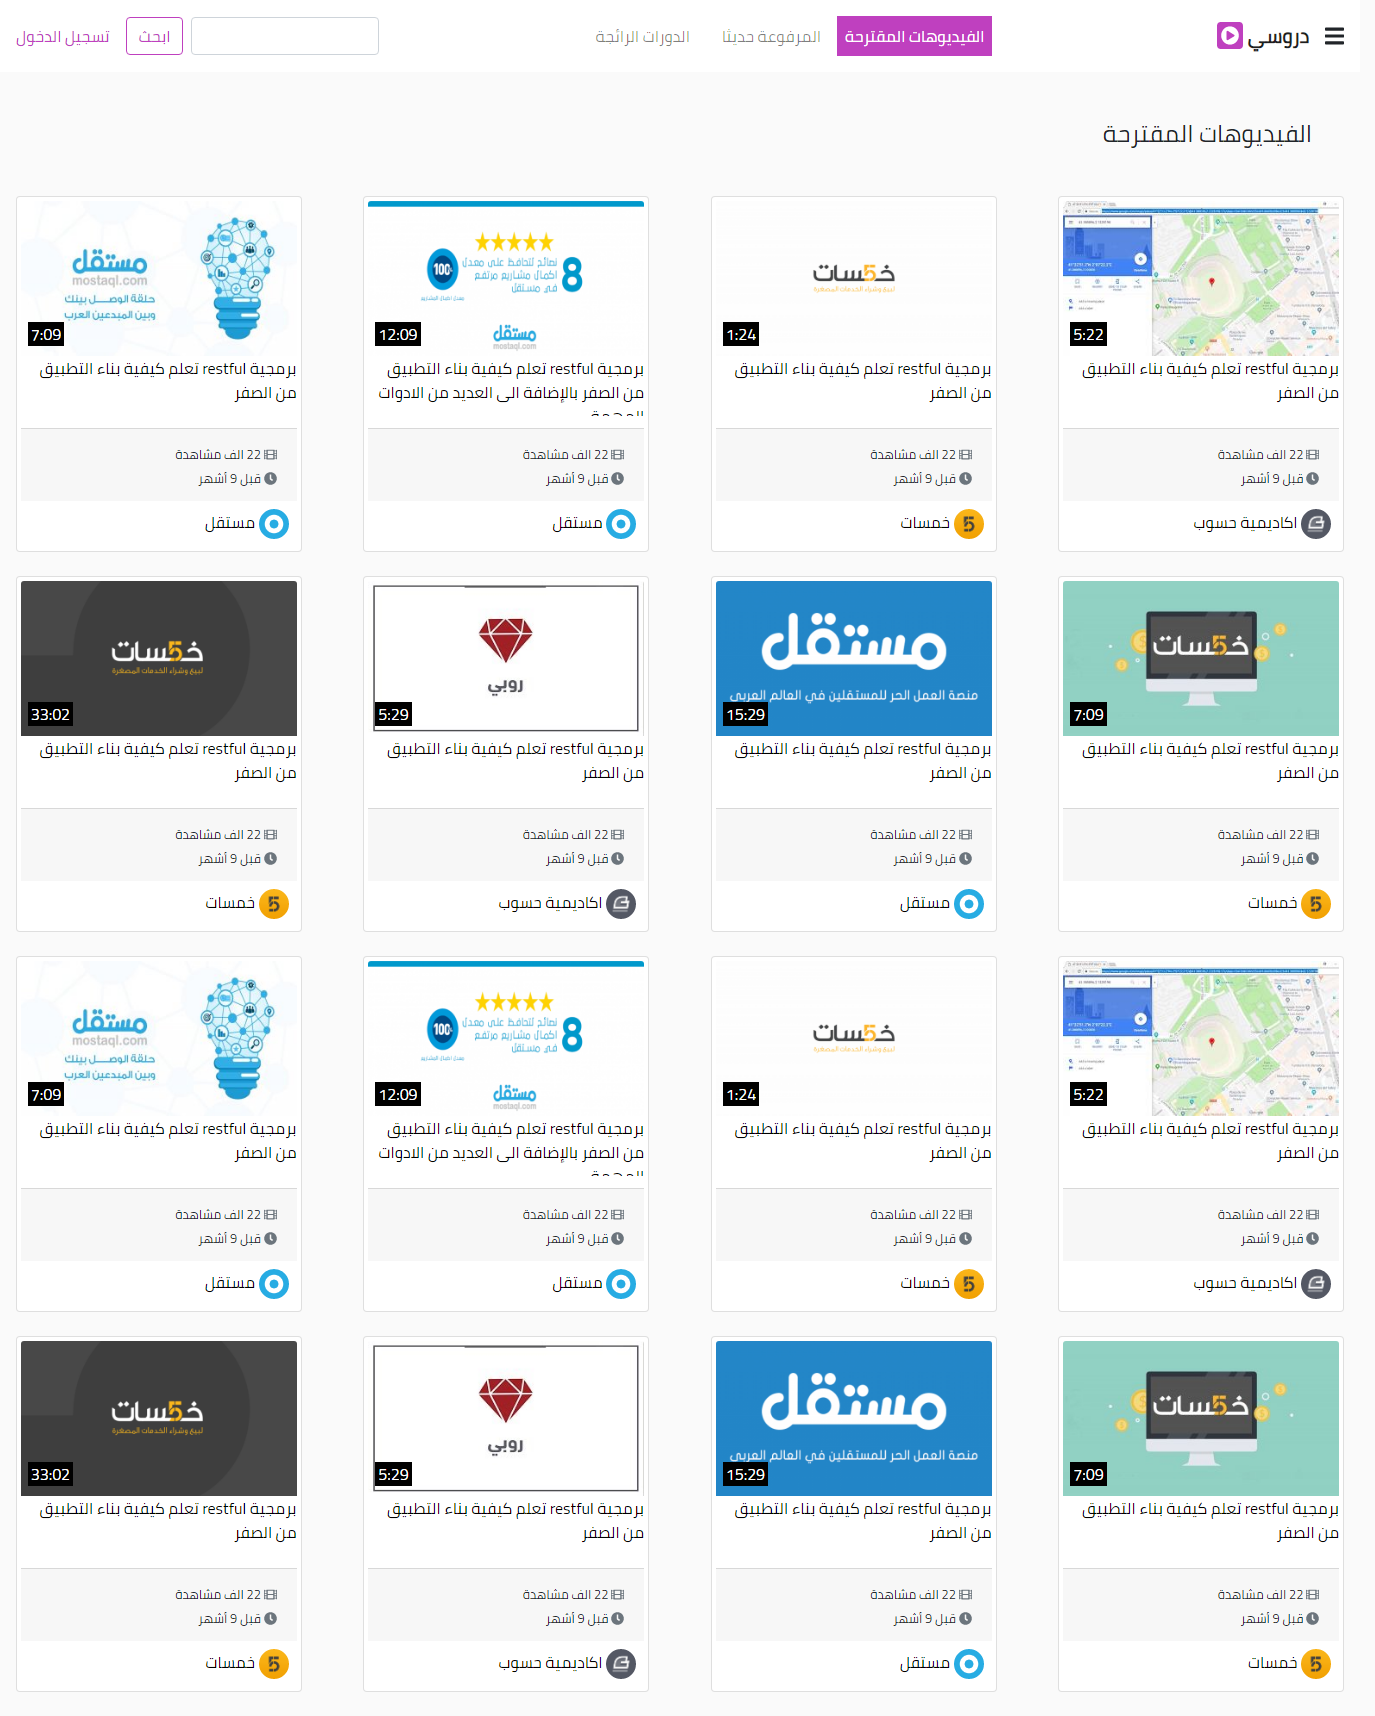 دروسي
الفيديوهات المقترحة
المرفوعة حديثا
الدورات الرائجة
ابحث
تسجيل الدخول
الفيديوهات المقترحة
5:22
برمجية restful تعلم كيفية بناء التطبيق
من الصفر
22 الف مشاهدة
قبل 9 أشهر
اكاديمية حسوب
خمسات
لبيع وشراء الخدمات المصغرة
1:24
برمجية restful تعلم كيفية بناء التطبيق
من الصفر
22 الف مشاهدة
قبل 9 أشهر
خمسات
8 نصائح لتحافظ على معدل
اكمال مشاريع مرتفع
في مستقل
100%
معدل اكمال المشاريع
مستقل
mostaql.com
12:09
برمجية restful تعلم كيفية بناء التطبيق
من الصفر بالإضافة الى العديد من الادوات
22 الف مشاهدة
قبل 9 أشهر
مستقل
مستقل
mostaql.com
حلقة الوصل بينك
وبين المبدعين العرب
7:09
برمجية restful تعلم كيفية بناء التطبيق
من الصفر
22 الف مشاهدة
قبل 9 أشهر
مستقل
خمسات
7:09
برمجية restful تعلم كيفية بناء التطبيق
من الصفر
22 الف مشاهدة
قبل 9 أشهر
خمسات
مستقل
منصة العمل الحر للمستقلين في العالم العربي
15:29
برمجية restful تعلم كيفية بناء التطبيق
من الصفر
22 الف مشاهدة
قبل 9 أشهر
مستقل
روبي
5:29
برمجية restful تعلم كيفية بناء التطبيق
من الصفر
22 الف مشاهدة
قبل 9 أشهر
اكاديمية حسوب
خمسات
لبيع وشراء الخدمات المصغرة
33:02
برمجية restful تعلم كيفية بناء التطبيق
من الصفر
22 الف مشاهدة
قبل 9 أشهر
خمسات
5:22
برمجية restful تعلم كيفية بناء التطبيق
من الصفر
22 الف مشاهدة
قبل 9 أشهر
اكاديمية حسوب
خمسات
لبيع وشراء الخدمات المصغرة
1:24
برمجية restful تعلم كيفية بناء التطبيق
من الصفر
22 الف مشاهدة
قبل 9 أشهر
خمسات
8 نصائح لتحافظ على معدل
اكمال مشاريع مرتفع
في مستقل
100%
معدل اكمال المشاريع
مستقل
mostaql.com
12:09
برمجية restful تعلم كيفية بناء التطبيق
من الصفر بالإضافة الى العديد من الادوات
22 الف مشاهدة
قبل 9 أشهر
مستقل
مستقل
mostaql.com
حلقة الوصل بينك
وبين المبدعين العرب
7:09
برمجية restful تعلم كيفية بناء التطبيق
من الصفر
22 الف مشاهدة
قبل 9 أشهر
مستقل
خمسات
7:09
برمجية restful تعلم كيفية بناء التطبيق
من الصفر
22 الف مشاهدة
قبل 9 أشهر
خمسات
مستقل
منصة العمل الحر للمستقلين في العالم العربي
15:29
برمجية restful تعلم كيفية بناء التطبيق
من الصفر
22 الف مشاهدة
قبل 9 أشهر
مستقل
روبي
5:29
برمجية restful تعلم كيفية بناء التطبيق
من الصفر
22 الف مشاهدة
قبل 9 أشهر
اكاديمية حسوب
خمسات
لبيع وشراء الخدمات المصغرة
33:02
برمجية restful تعلم كيفية بناء التطبيق
من الصفر
22 الف مشاهدة
قبل 9 أشهر
خمسات